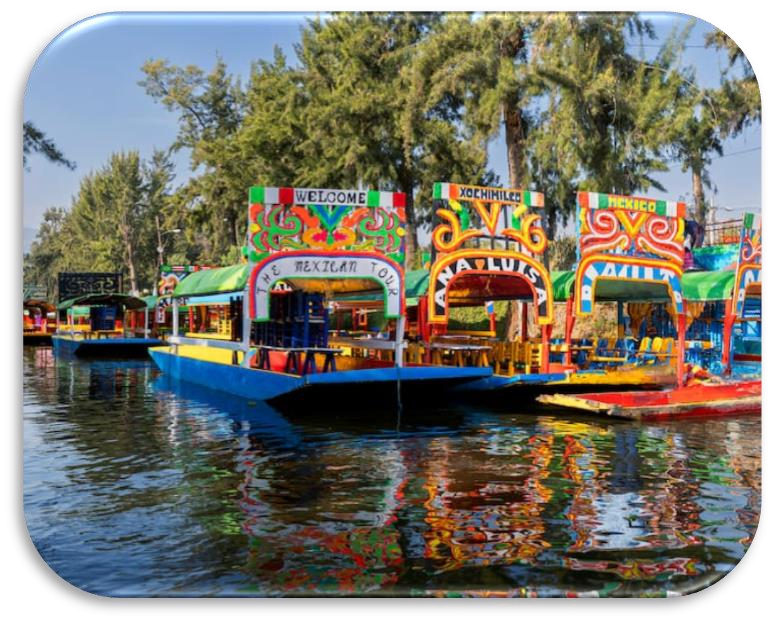 WELCOME
THE MEXICAN TOUR
XOCHIMILCO
ANA LUISA
MEXICO